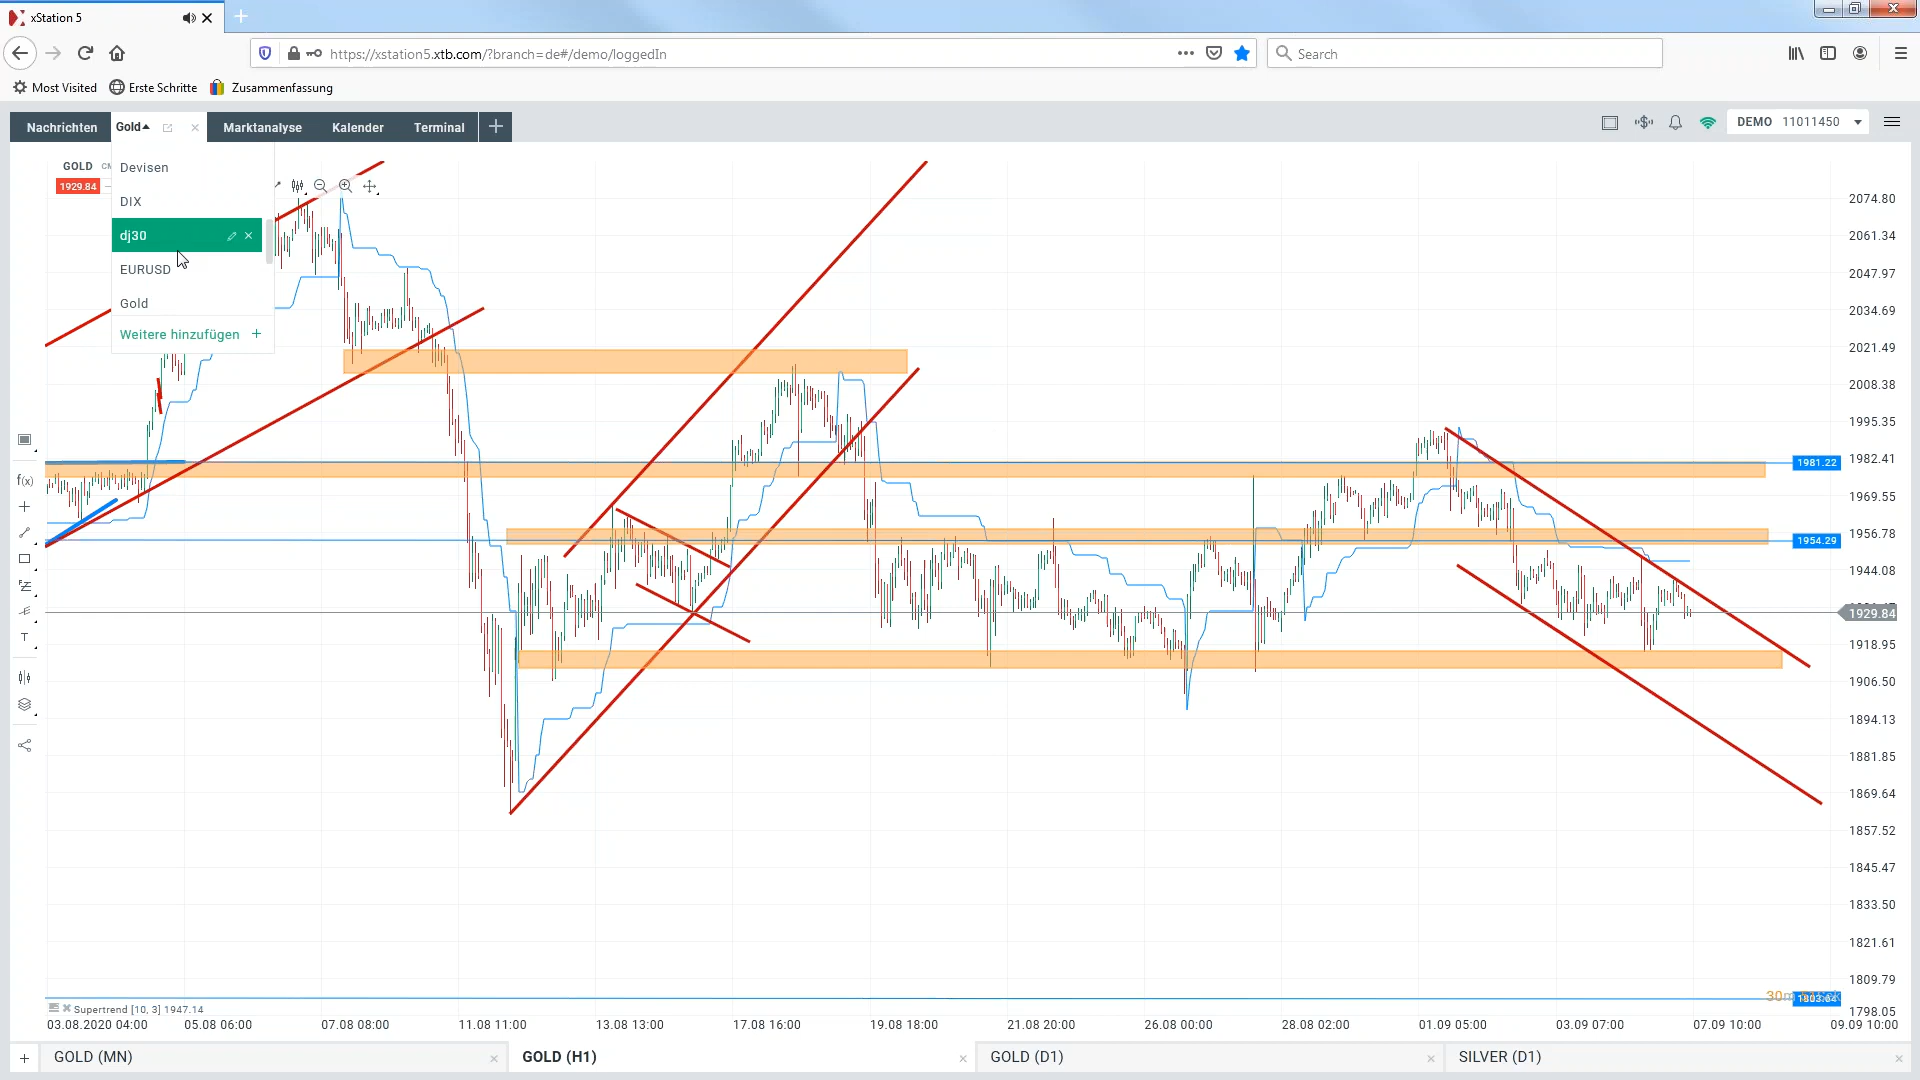 xStation 5
https://xstation5.xtb.com/?branch=de#/demo/loggedIn
Search
Most Visited
Erste Schritte
Zusammenfassung
Nachrichten
Gold
Marktanalyse
Kalender
Terminal
DEMO 11011450
GOLD
1929.84
Devisen
DIX
dj30
EURUSD
Gold
Weitere hinzufügen +
f(x)
T
2074.80
2061.34
2047.97
2034.69
2021.49
2008.38
1995.35
1982.41
1981.22
1969.55
1956.78
1954.29
1944.08
1929.84
1918.95
1906.50
1894.13
1881.85
1869.64
1857.52
1845.47
1833.50
1821.61
1809.79
1798.05
Supertrend [10, 3] 1947.14
03.08.2020 04:00
05.08 06:00
07.08 08:00
11.08 11:00
13.08 13:00
17.08 16:00
19.08 18:00
21.08 20:00
26.08 00:00
28.08 02:00
01.09 05:00
03.09 07:00
07.09 10:00
09.09 10:00
GOLD (MN)
GOLD (H1)
GOLD (D1)
SILVER (D1)